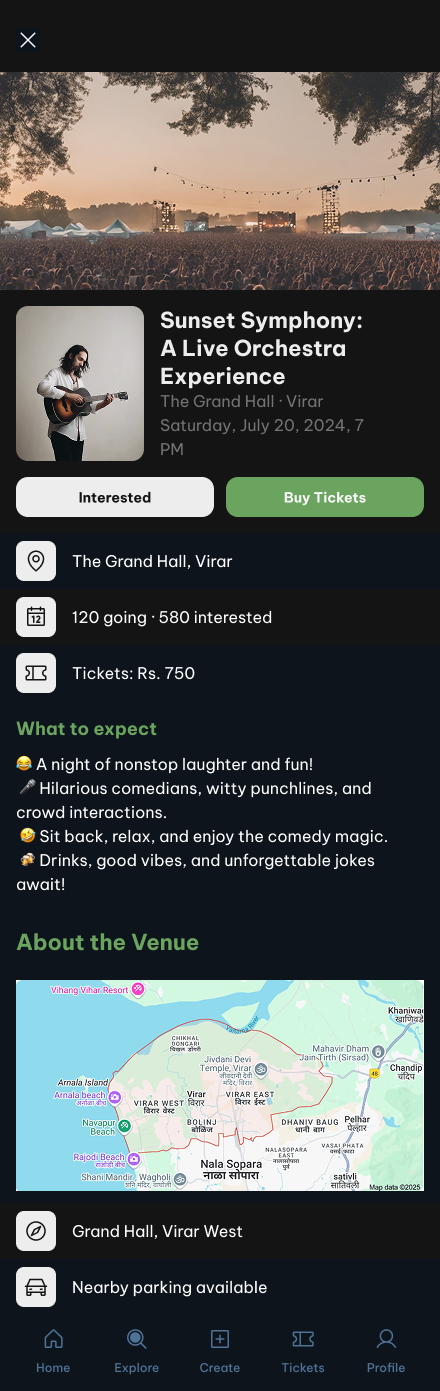 Sunset Symphony:
A Live Orchestra
Experience
The Grand Hall · Virar
Saturday, July 20, 2024, 7
PM
Interested
Buy Tickets
The Grand Hall, Virar
12
120 going · 580 interested
Tickets: Rs. 750
What to expect
😂 A night of nonstop laughter and fun!
🎤 Hilarious comedians, witty punchlines, and
crowd interactions.
🤣 Sit back, relax, and enjoy the comedy magic.
🍻 Drinks, good vibes, and unforgettable jokes
await!
About the Venue
Vihang Vihar Resort
Khaniwa
खाणिवडे
Vaitarna River
CHIKHAL
DONGARI
चिखल डोंगरी
Mahavir Dham
Jain Tirth (Sirsad)
Jivdani Devi
Temple, Virar
जीवदानी देवी
मंदिर, विरार
48
Chandip
चंदिप
Arnala Island
Arnala beach
अर्नाळा बीच
Virar
विरार
VIRAR WEST
विरार वेस्ट
VIRAR EAST
विरार ईस्ट
Navapur
Beach
BOLINJ
बोळिंज
DHANIV BAUG
धानी बाग
Pelhar
पेल्हार
Rajodi Beach
राजोडी बीच
NALASOPARA
EAST
नालासोपारा
पुर्व
VASAI PHATA
वसई फाटा
Nala Sopara
नाळा सोपारा
Shani Mandir, Wagholi
शनि मंदिर, वाघोली
sativli
सातिवली
Map data ©2025
Grand Hall, Virar West
Nearby parking available
Home
Explore
Create
Tickets
Profile